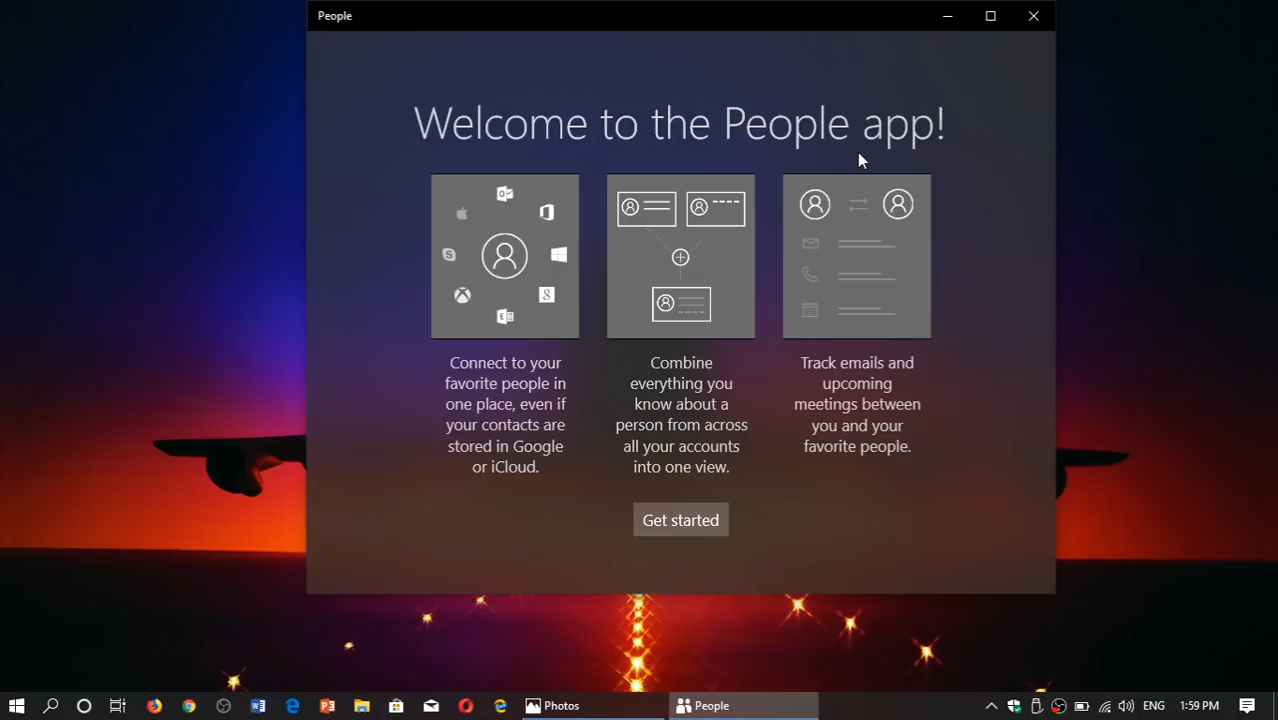 People
Welcome to the People app!
Connect to your
favorite people in
one place, even if
your contacts are
stored in Google
or iCloud.
Combine
everything you
know about a
person from across
all your accounts
into one view.
Track emails and
upcoming
meetings between
you and your
favorite people.
Get started
Photos
People
ENG
1:59 PM